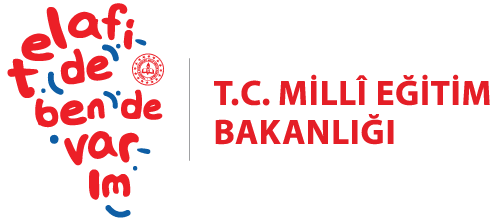 telafi
de
ben de
varım
T.C. MİLLÎ EĞİTİM
BAKANLIĞI